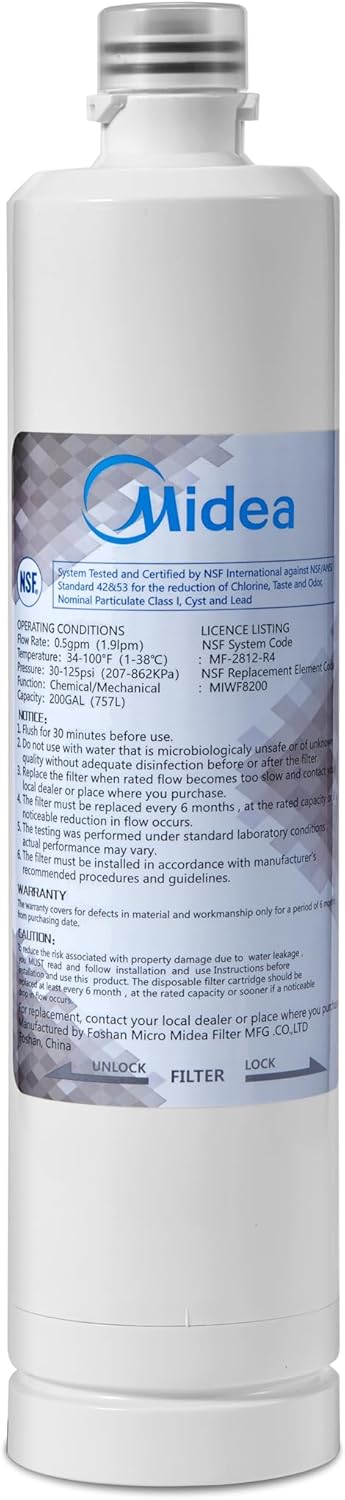 Midea
NSF
System Tested and Certified by NSF International against NSF/ANSI
Standard 42&53 for the reduction of Chlorine, Taste and Odor,
Nominal Particulate Class I, Cyst and Lead
OPERATING CONDITIONS
Flow Rate: 0.5gpm (1.9lpm)
Temperature: 34-100°F (1-38°C)
Pressure: 30-125psi (207-862KPa)
Function: Chemical/Mechanical
Capacity: 200GAL (757L)
LICENCE LISTING
NSF System Code
: MF-2812-R4
NSF Replacement Element Code
: MIWF8200
NOTICE:
1. Flush for 30 minutes before use.
2. Do not use with water that is microbiologicaly unsafe or of unknown
quality without adequate disinfection before or after the filter.
3. Replace the filter when rated flow becomes too slow and contact your
local dealer or place where you purchase.
4. The filter must be replaced every 6 months , at the rated capacity or
noticeable reduction in flow occurs.
5. The testing was performed under standard laboratory conditions
actual performance may vary.
6. The filter must be installed in accordance with manufacturer's
recommended procedures and guidelines.
WARRANTY
The warranty covers for defects in material and workmanship only for a period of 6 months
from purchasing date.
CAUTION:
To reduce the risk associated with property damage due to water leakage ,
you MUST read and follow installation and use Instructions before
installation and use this product. The disposable filter cartridge should be
replaced at least every 6 month , at the rated capacity or sooner if a noticeable
drop in flow occurs.
For replacement, contact your local dealer or place where you purchase
Manufactured by Foshan Micro Midea Filter MFG .CO.,LTD
Foshan, China
UNLOCK FILTER LOCK